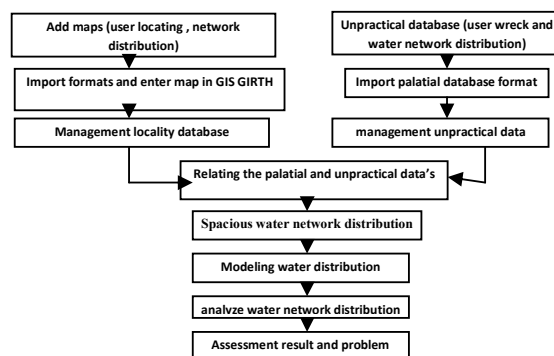 Add maps (user locating , network
distribution)
Import formats and enter map in GIS GIRTH
Management locality database
Unpractical database (user wreck and
water network distribution)
Import palatial database format
management unpractical data
Relating the palatial and unpractical data's
Spacious water network distribution
Modeling water distribution
analyze water network distribution
Assessment result and problem